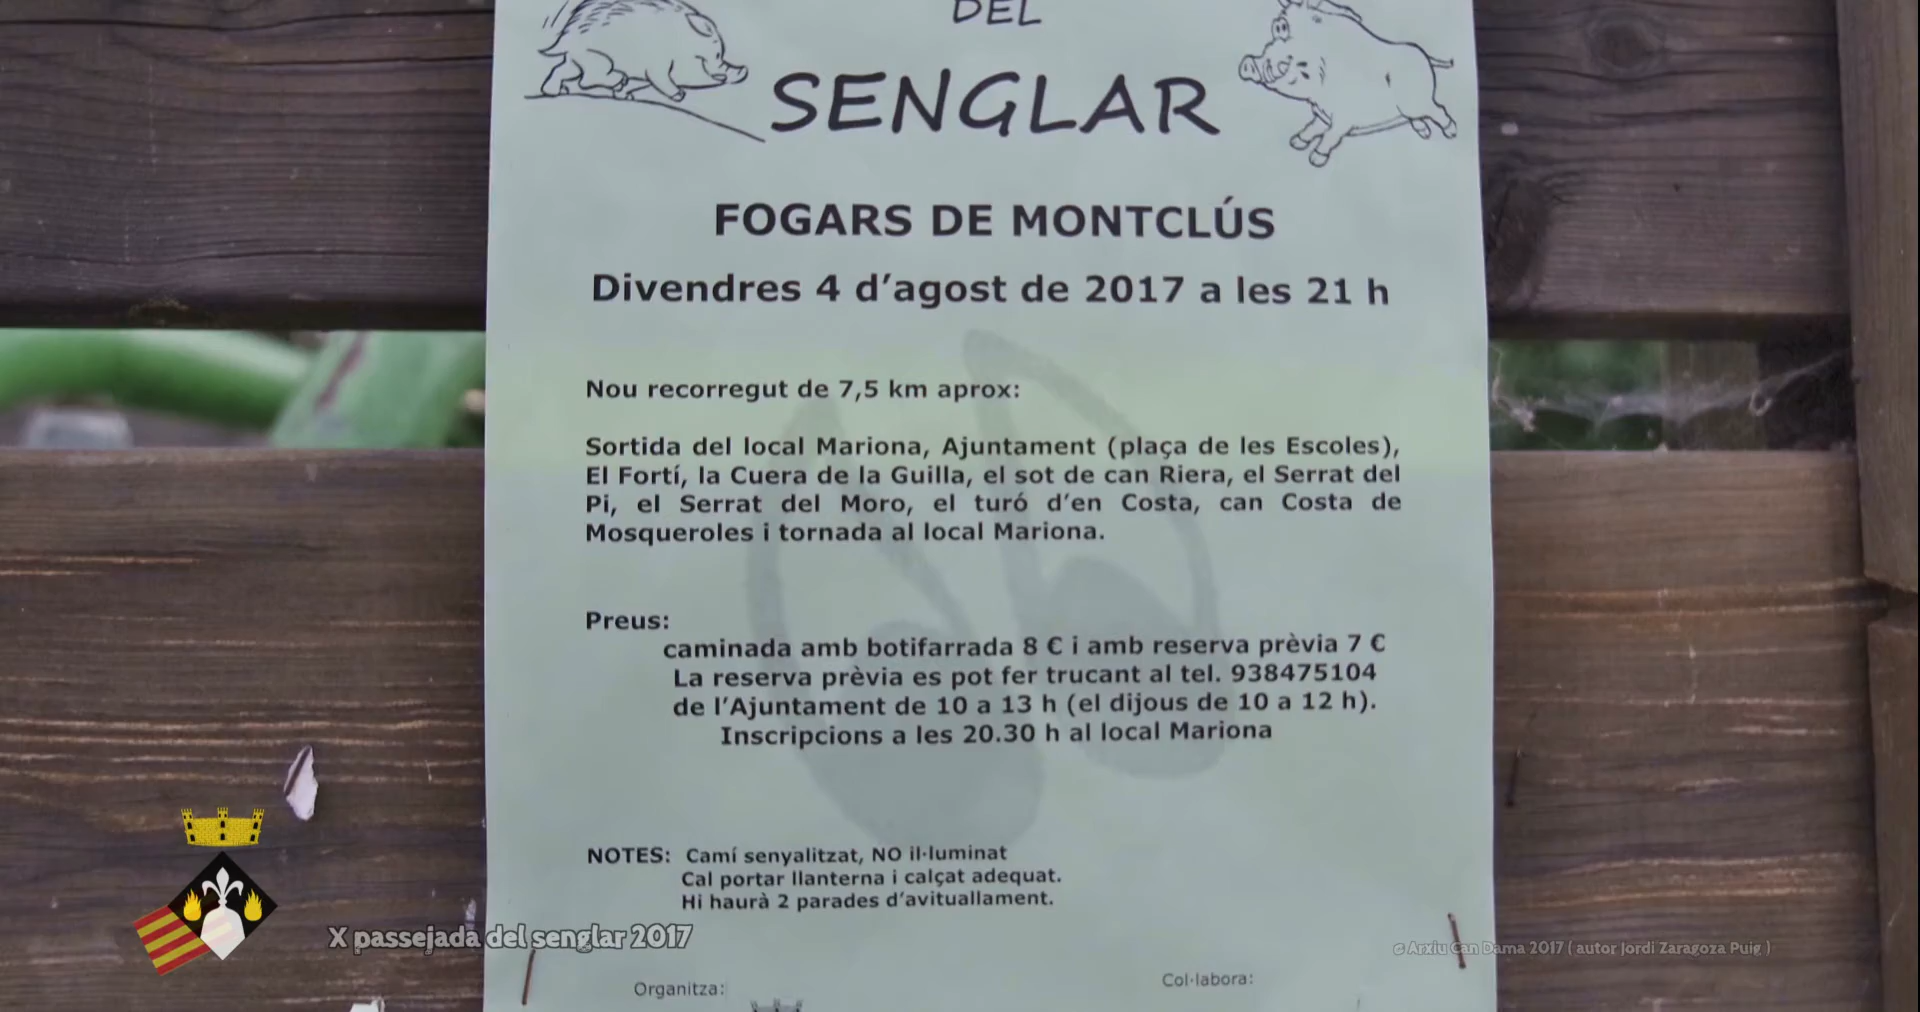 DEL
SENGLAR
FOGARS DE MONTCLÚS
Divendres 4 d'agost de 2017 a les 21 h
Nou recorregut de 7,5 km aprox:
Sortida del local Mariona, Ajuntament (plaça de les Escoles),
El Fortí, la Cuera de la Guilla, el sot de can Riera, el Serrat del
Pi, el Serrat del Moro, el turó d'en Costa, can Costa de
Mosqueroles i tornada al local Mariona.
Preus:
caminada amb botifarrada 8 € i amb reserva prèvia 7 €
La reserva prèvia es pot fer trucant al tel. 938475104
de l'Ajuntament de 10 a 13 h (el dijous de 10 a 12 h).
Inscripcions a les 20.30 h al local Mariona
NOTES: Camí senyalitzat, NO il·luminat
Cal portar llanterna i calçat adequat.
Hi haurà 2 parades d'avituallament.
X passejada del senglar 2017
© Arxiu Can Dama 2017 ( autor Jordi Zaragoza Puig )
Organitza:
Col·labora: